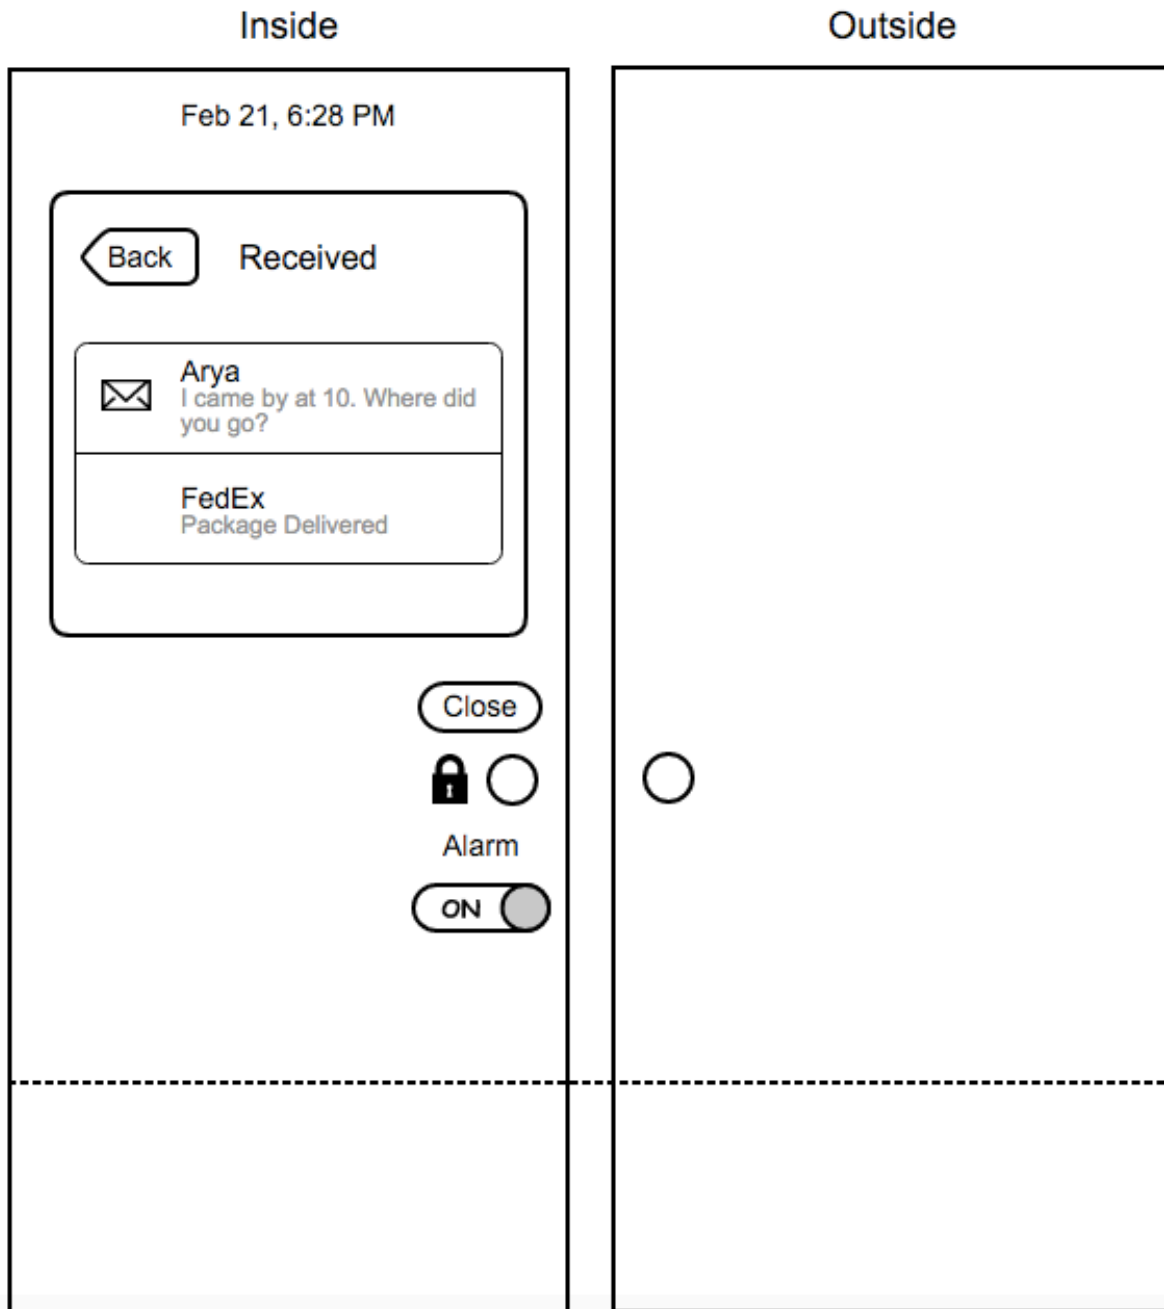 Inside
Outside
Feb 21, 6:28 PM
Back
Received
Arya
I came by at 10. Where did
you go?
FedEx
Package Delivered
Close
Alarm
ON